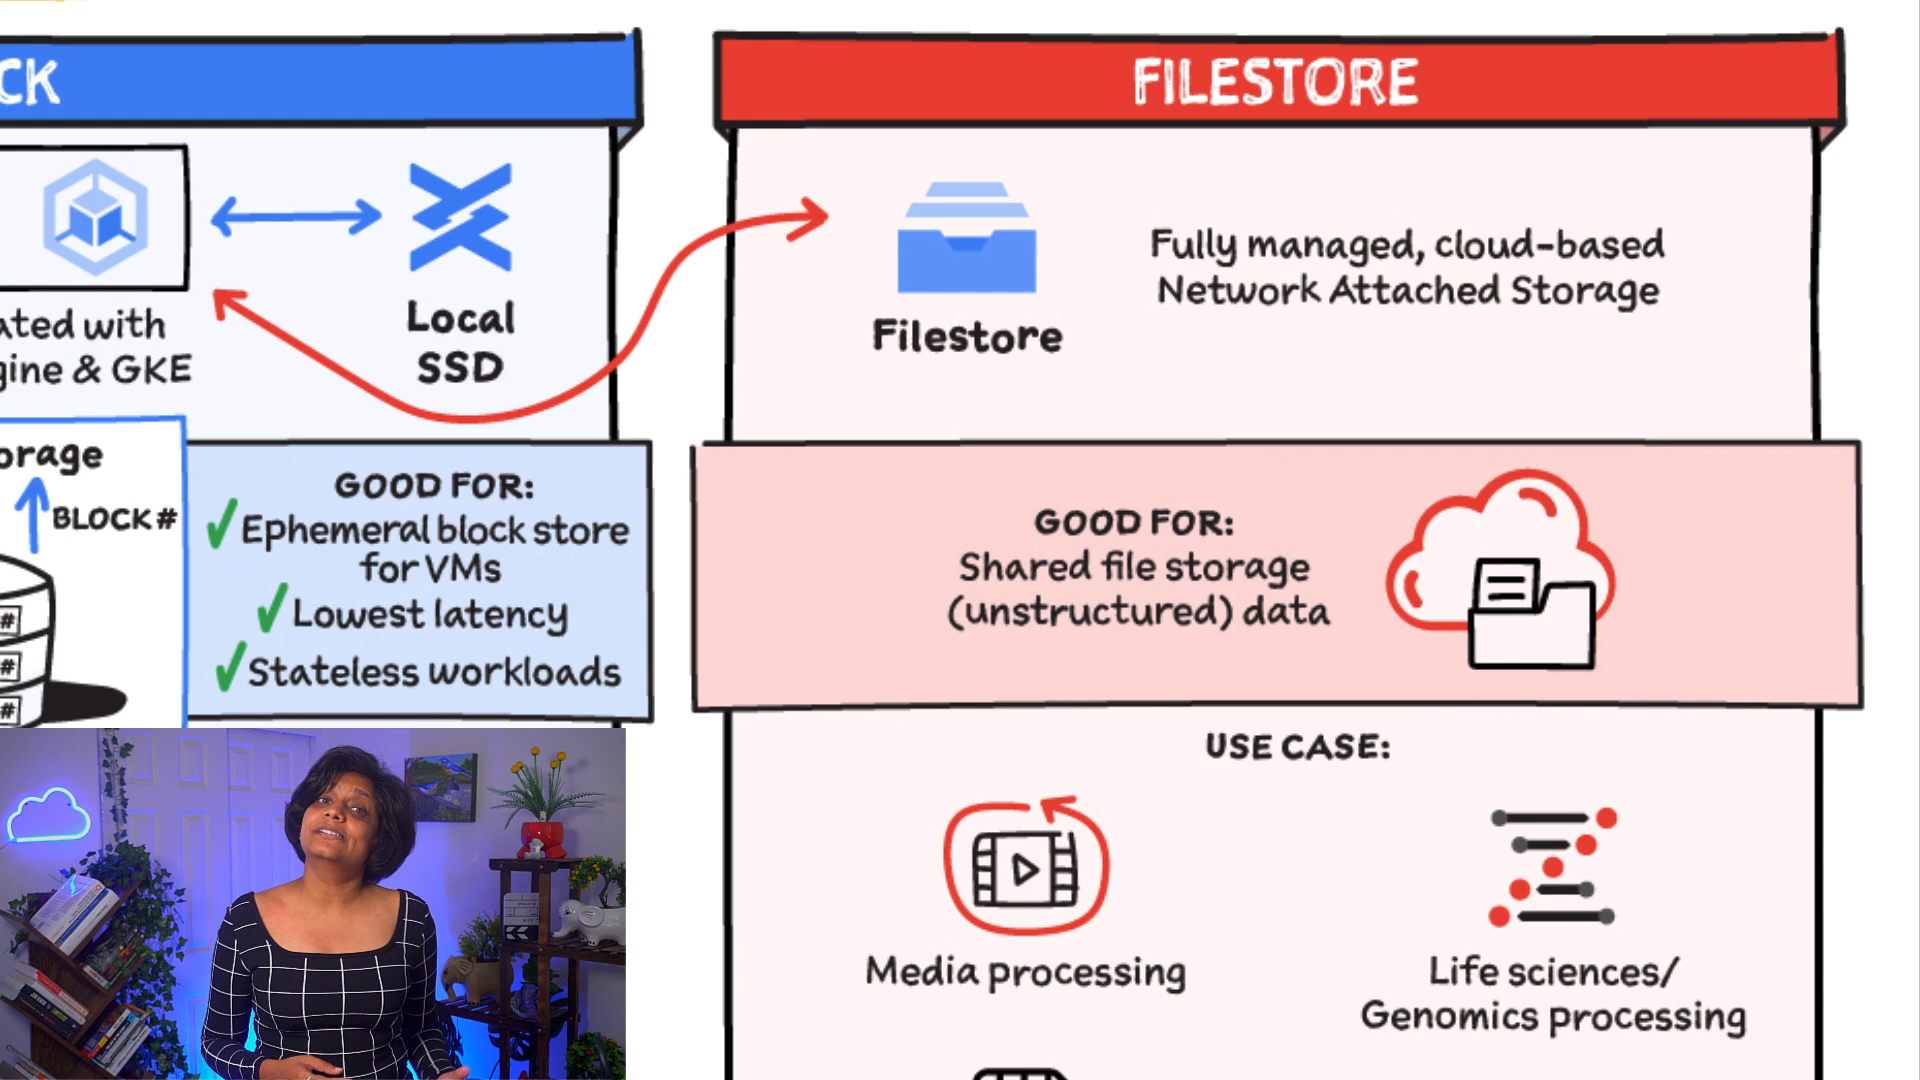 CK
ated with
gine & GKE
Local
SSD
orage
BLOCK #
#
#
#
GOOD FOR:
✓Ephemeral block store
for VMs
✓Lowest latency
✓Stateless workloads
FILESTORE
Filestore
Fully managed, cloud-based
Network Attached Storage
GOOD FOR:
Shared file storage
(unstructured) data
USE CASE:
Media processing
Life sciences/
Genomics processing